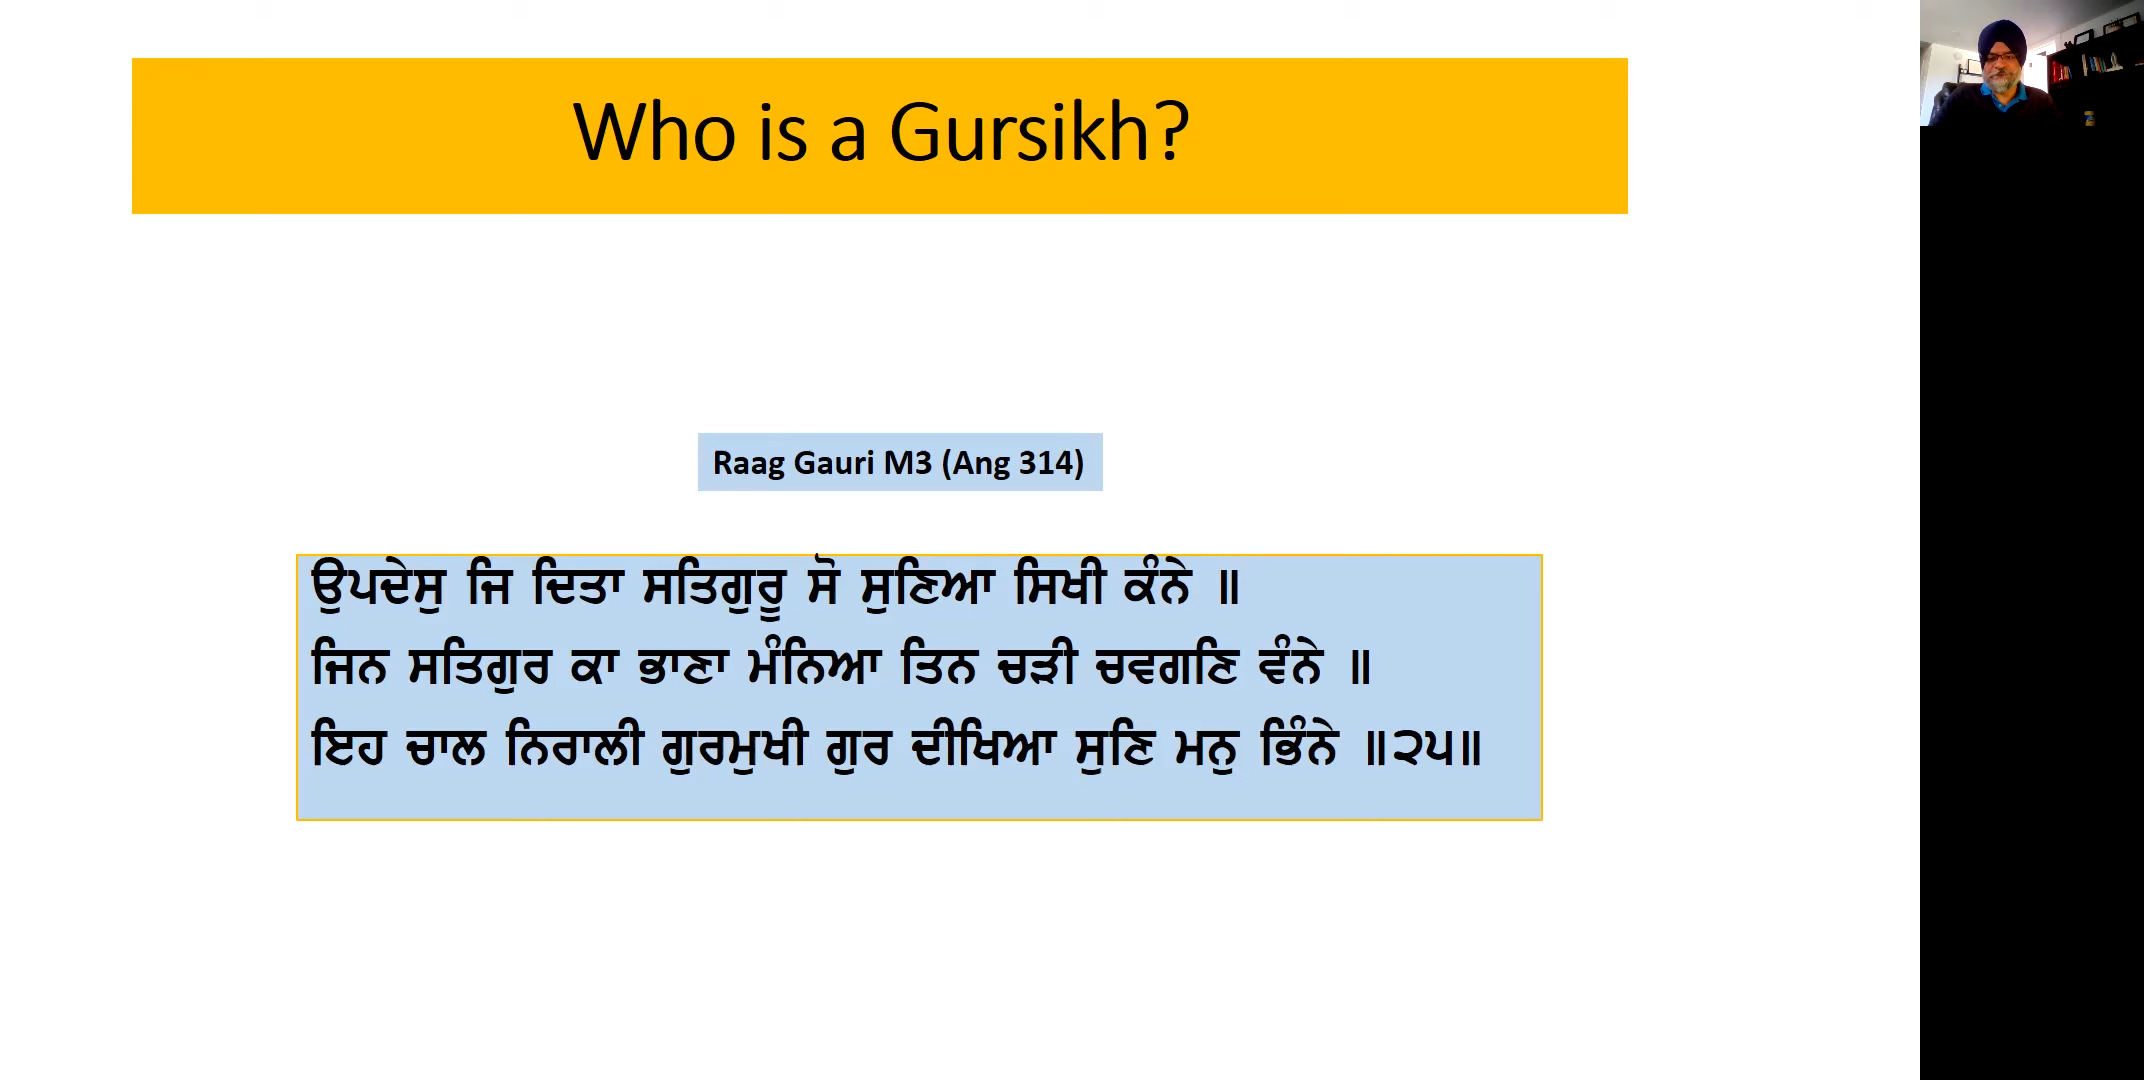 Who is a Gursikh?
Raag Gauri M3 (Ang 314)
ਉਪਦੇਸੁ ਜਿ ਦਿਤਾ ਸਤਿਗੁਰੂ ਸੋ ਸੁਣਿਆ ਸਿਖੀ ਕੰਨੇ ॥
ਜਿਨ ਸਤਿਗੁਰ ਕਾ ਭਾਣਾ ਮੰਨਿਆ ਤਿਨ ਚੜੀ ਚਵਗਣਿ ਵੰਨੇ ॥
ਇਹ ਚਾਲ ਨਿਰਾਲੀ ਗੁਰਮੁਖੀ ਗੁਰ ਦੀਖਿਆ ਸੁਣਿ ਮਨੁ ਭਿੰਨੇ ॥੨੫॥